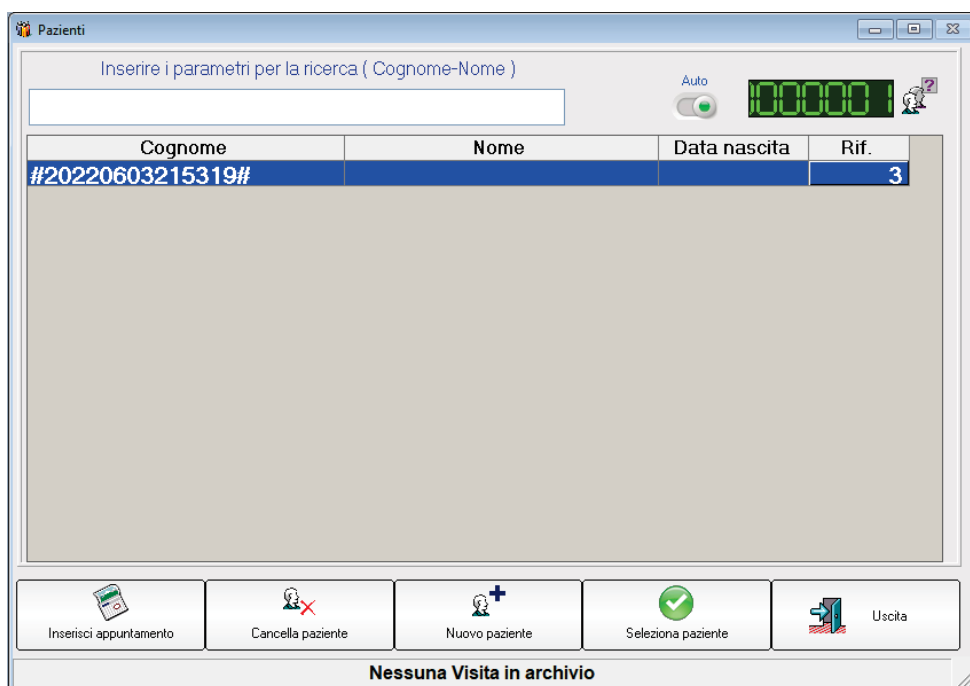 Pazienti
Inserire i parametri per la ricerca ( Cognome-Nome )
Auto
1000001
?
Cognome Nome Data nascita Rif.
#20220603215319# 3
Inserisci appuntamento Cancella paziente Nuovo paziente Seleziona paziente Uscita
Nessuna Visita in archivio